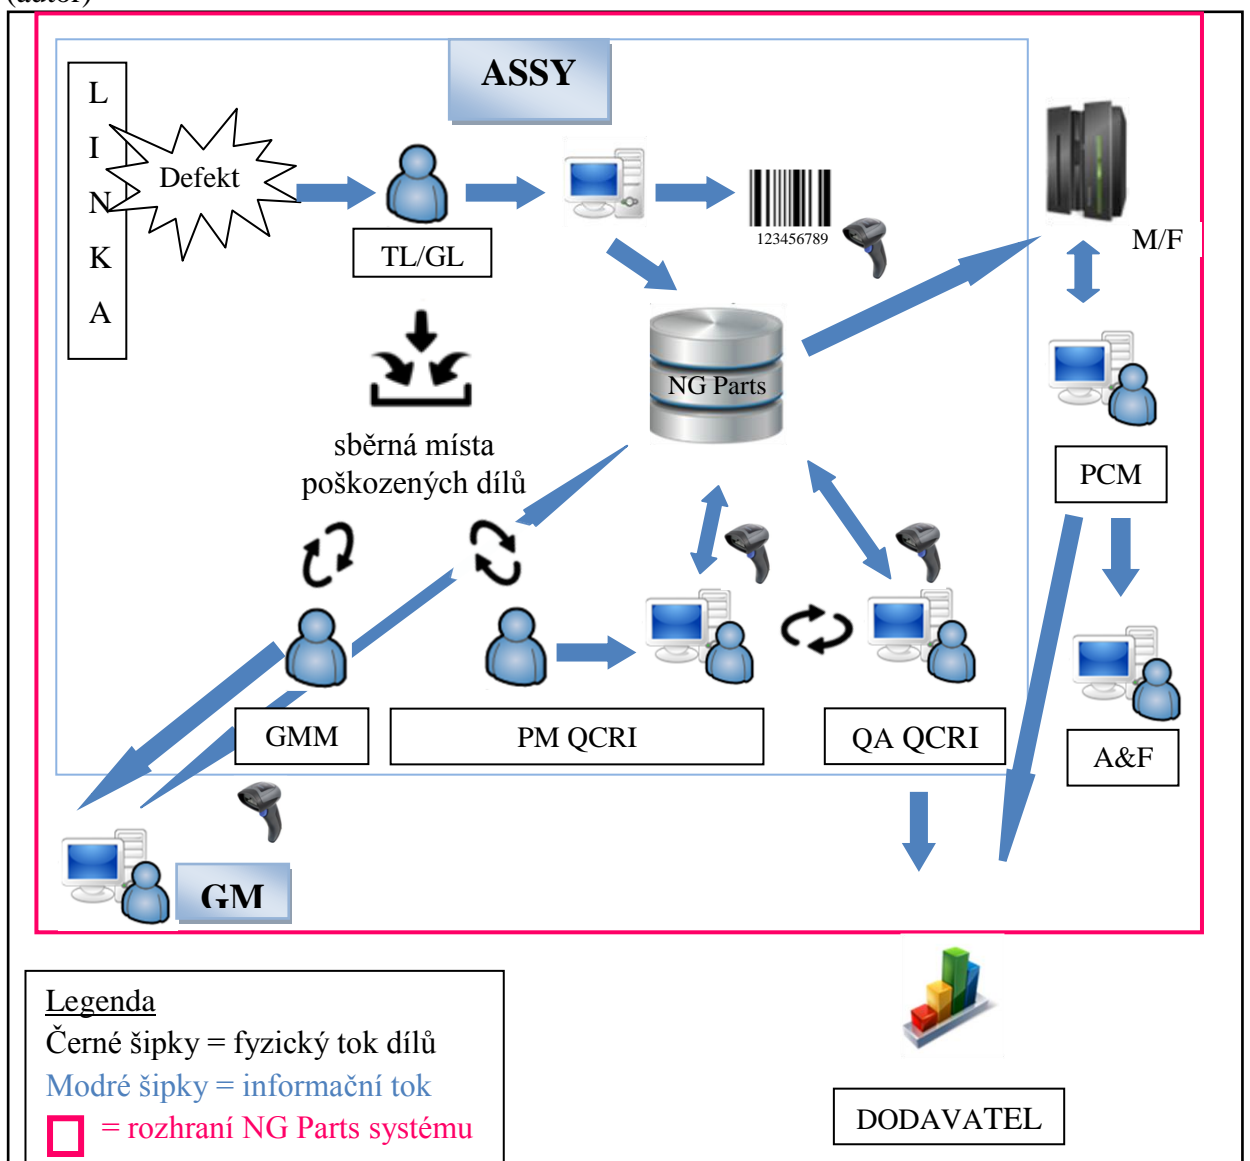 (autor)
ASSY
L
I
N
K
A
Defekt
TL/GL
123456789
M/F
NG Parts
sběrná místa
poškozených dílů
PCM
GMM
PM QCRI
QA QCRI
A&F
GM
Legenda
Černé šipky = fyzický tok dílů
Modré šipky = informační tok
= rozhraní NG Parts systému
DODAVATEL